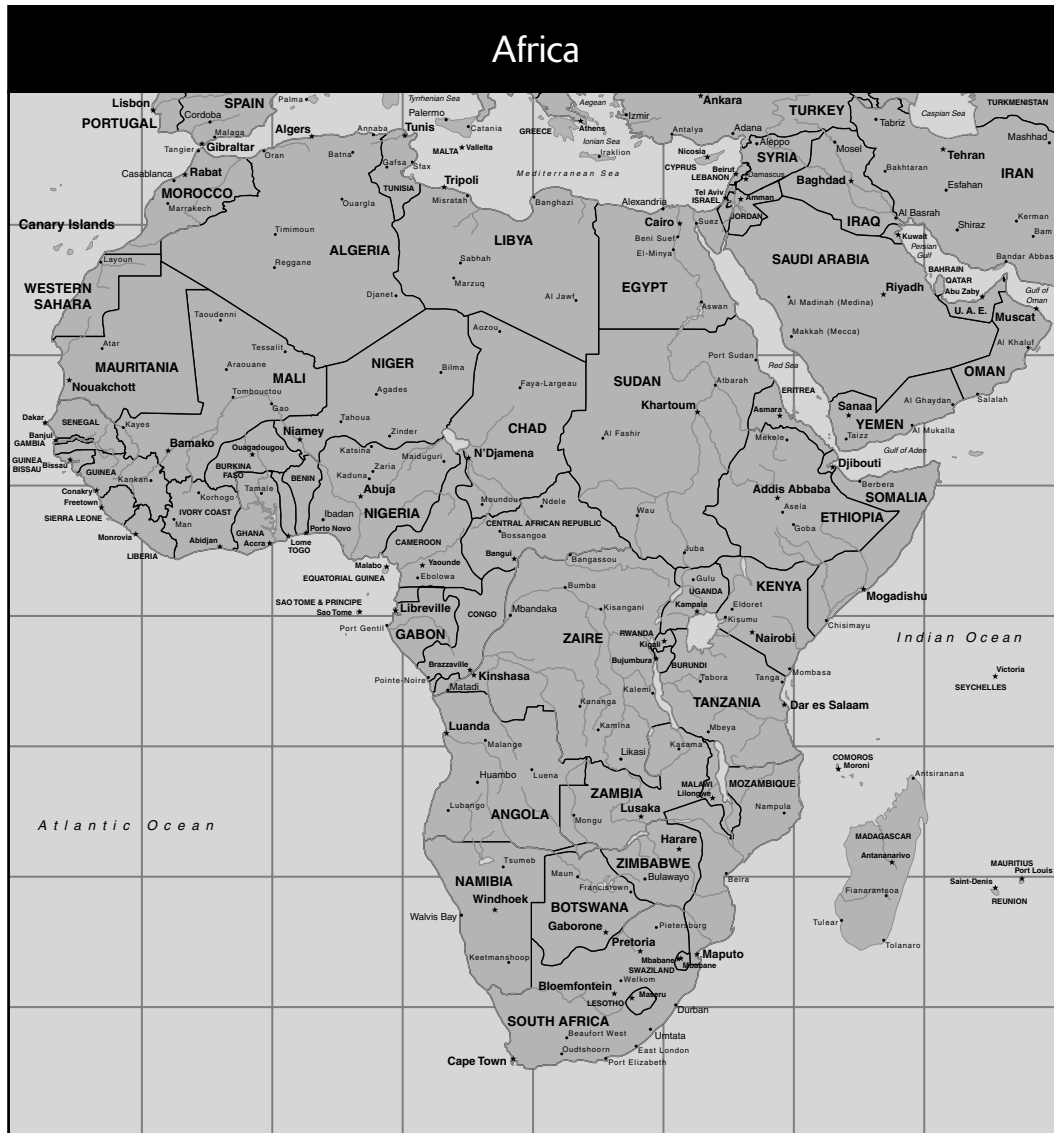 Africa
Lisbon
PORTUGAL
SPAIN
Cordoba
Malaga
Gibraltar
Tangier
Palma
Algers
Annaba
Tunis
Tyrrhenian Sea
Palermo
Catania
MALTA
Valletta
GREECE
Aegean
Athens
Ionian Sea
Iraklion
Izmir
Ankara
Antalya
Adana
TURKEY
Tabriz
Caspian Sea
TURKMENISTAN
Mashhad
Tehran
IRAN
Esfahan
Bakhtaran
Kerman
Shiraz
Bam
Bandar Abbas
Nicosia
CYPRUS
Aleppo
SYRIA
Mosel
Beirut
LEBANON
Damascus
Baghdad
Tel Aviv
ISRAEL
Amman
JORDAN
IRAQ
Al Basrah
Kuwait
Persian
Gulf
Mediterranean Sea
Casablanca
Rabat
MOROCCO
Marrakech
Oran
Batna
Gafsa
Sfax
TUNISIA
Tripoli
Misratah
Banghazi
Alexandria
Cairo
Suez
Beni Suef
El-Minya
Canary Islands
Ouargla
Timimoun
ALGERIA
Reggane
Djanet
LIBYA
Sabhah
Marzuq
Al Jawf
EGYPT
Aswan
SAUDI ARABIA
Al Madinah (Medina)
Riyadh
Makkah (Mecca)
BAHRAIN
QATAR
Abu Zaby
U. A. E.
Gulf of
Oman
Muscat
Al Khaluf
OMAN
Salalah
Layoun
WESTERN
SAHARA
Atar
MAURITANIA
Nouakchott
Taoudenni
Tessalit
Araouane
MALI
Tombouctou
Gao
NIGER
Bilma
Agades
Tahoua
Zinder
Niamey
Aozou
Faya-Largeau
CHAD
N'Djamena
Moundou
Port Sudan
SUDAN
Atbarah
Khartoum
Al Fashir
Wau
Juba
Red Sea
ERITREA
Asmara
Mekele
Sanaa
YEMEN
Taizz
Al Ghaydan
Al Mukalla
Gulf of Aden
Djibouti
Berbera
SOMALIA
Addis Abbaba
Asela
ETHIOPIA
Goba
Mogadishu
Chisimayu
Dakar
SENEGAL
Banjul
GAMBIA
Kayes
GUINEA
BISSAU
Bissau
GUINEA
Kankan
Conakry
Freetown
SIERRA LEONE
Monrovia
LIBERIA
Bamako
Ouagadougou
BURKINA
FASO
Korhogo
IVORY COAST
Man
Abidjan
Tamale
GHANA
Accra
Lome
TOGO
BENIN
Porto Novo
Katsina
Maiduguri
Zaria
Kaduna
Abuja
NIGERIA
Ibadan
CAMEROON
Yaounde
Ebolowa
Malabo
EQUATORIAL GUINEA
SAO TOME & PRINCIPE
Sao Tome
Libreville
Port Gentil
GABON
CONGO
Brazzaville
Pointe-Noire
Ndele
CENTRAL AFRICAN REPUBLIC
Bossangoa
Bangui
Bangassou
Bumba
Mbandaka
Kisangani
ZAIRE
Kinshasa
Matadi
Kananga
Kalemi
Kamina
Likasi
Gulu
UGANDA
Kampala
KENYA
Eldoret
Kisumu
Nairobi
RWANDA
Kigali
Bujumbura
BURUNDI
Mombasa
Tanga
Tabora
TANZANIA
Dar es Salaam
Mbeya
Indian Ocean
Victoria
SEYCHELLES
COMOROS
Moroni
Antsiranana
MADAGASCAR
Antananarivo
Fianarantsoa
Tulear
Tolanaro
MAURITIUS
Port Louis
Saint-Denis
REUNION
Atlantic Ocean
Luanda
Malange
Huambo
Luena
Lubango
ANGOLA
Kasama
ZAMBIA
Lusaka
Mongu
MALAWI
Lilongwe
MOZAMBIQUE
Nampula
Beira
Harare
ZIMBABWE
Bulawayo
Tsumeb
NAMIBIA
Windhoek
Walvis Bay
Keetmanshoop
Maun
Francistown
BOTSWANA
Gaborone
Pietersburg
Pretoria
Maputo
Mbabane
Mbabane
SWAZILAND
Welkom
Bloemfontein
Maseru
LESOTHO
Durban
SOUTH AFRICA
Beaufort West
Umtata
Oudtshoorn
East London
Port Elizabeth
Cape Town